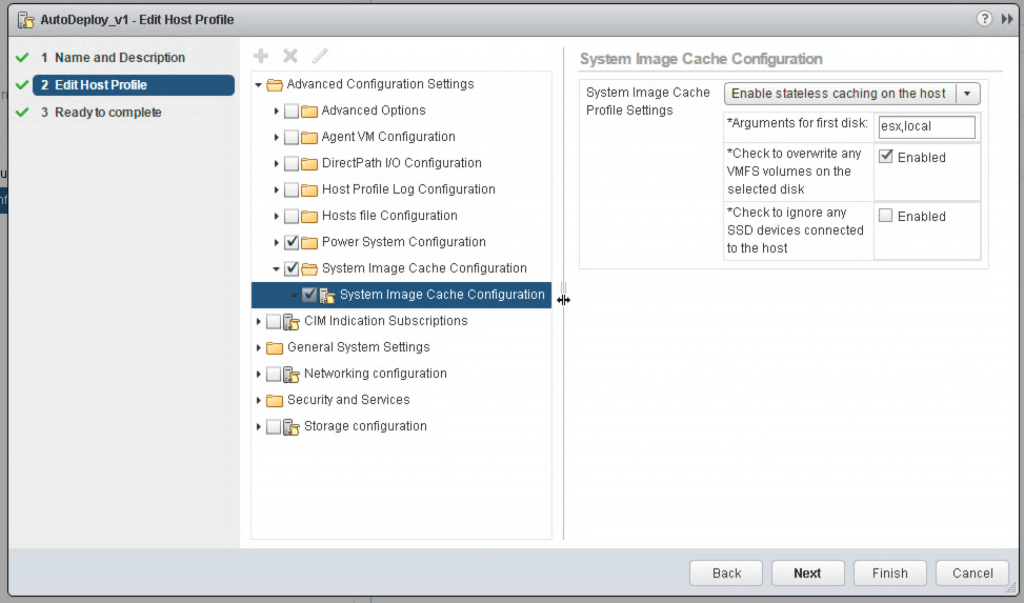 AutoDeploy_v1 - Edit Host Profile
?
1 Name and Description
2 Edit Host Profile
3 Ready to complete
Advanced Configuration Settings
Advanced Options
Agent VM Configuration
DirectPath I/O Configuration
Host Profile Log Configuration
Hosts file Configuration
Power System Configuration
System Image Cache Configuration
System Image Cache Configuration
CIM Indication Subscriptions
General System Settings
Networking configuration
Security and Services
Storage configuration
System Image Cache Configuration
System Image Cache
Profile Settings
Enable stateless caching on the host
*Arguments for first disk:
esx,local
*Check to overwrite any
VMFS volumes on the
selected disk
Enabled
*Check to ignore any
SSD devices connected
to the host
Enabled
Back
Next
Finish
Cancel